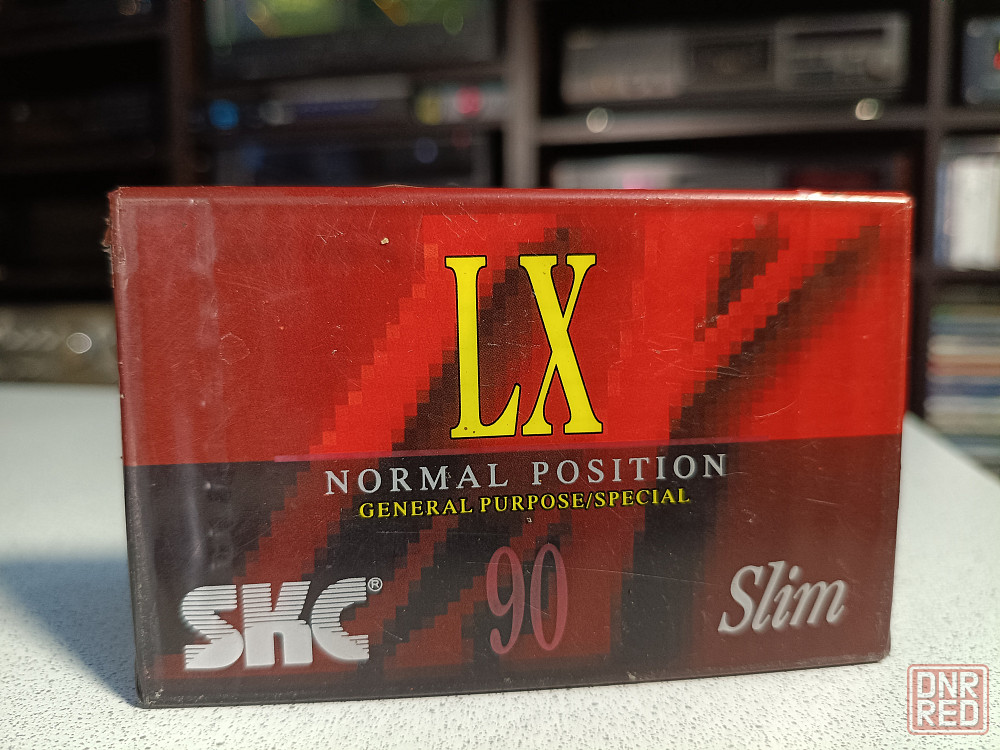 LX
NORMAL POSITION
GENERAL PURPOSE/SPECIAL
90
SKC®
Slim
DNR
RED